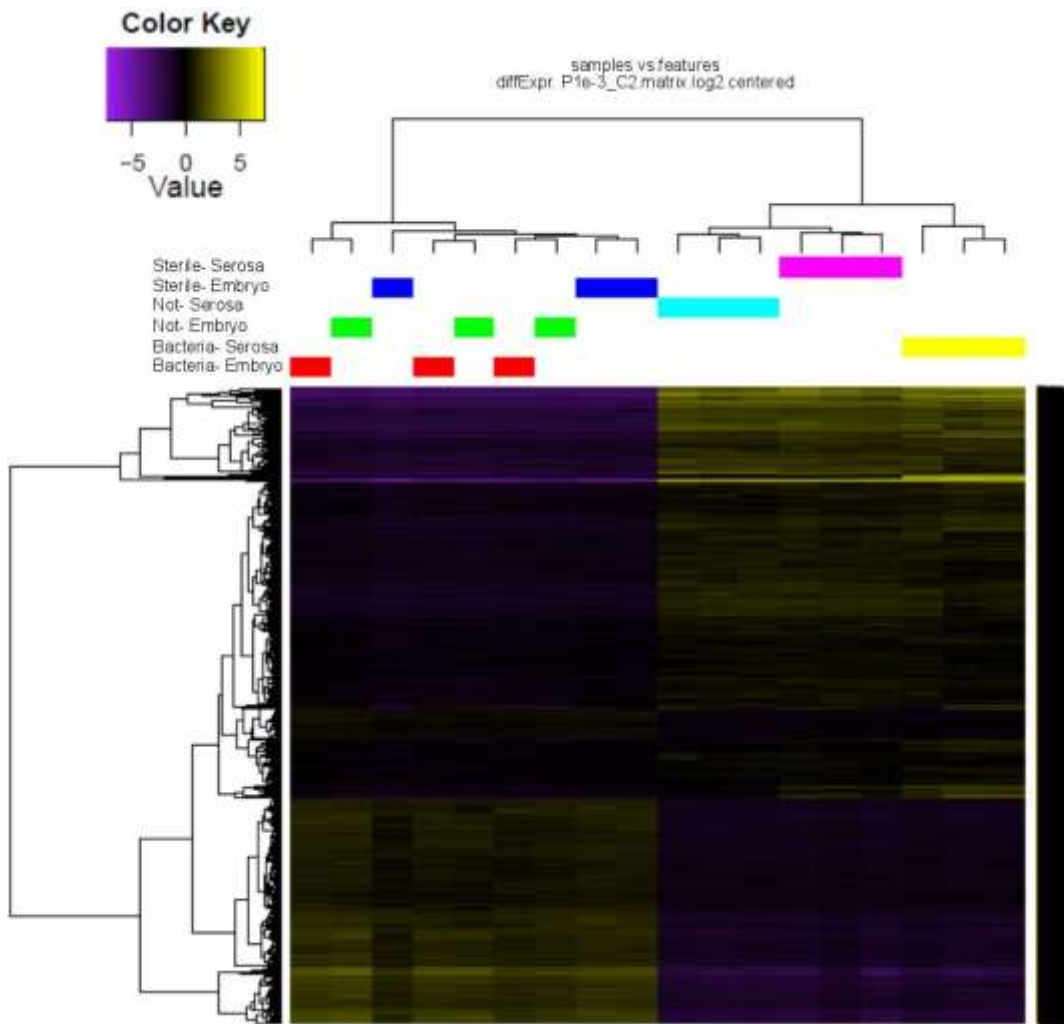 Color Key
−5 0 5
Value
samples vs.features
diffExpr. P1e-3_C2.matrix.log2.centered
Sterile- Serosa
Sterile- Embryo
Not- Serosa
Not- Embryo
Bacteria- Serosa
Bacteria- Embryo